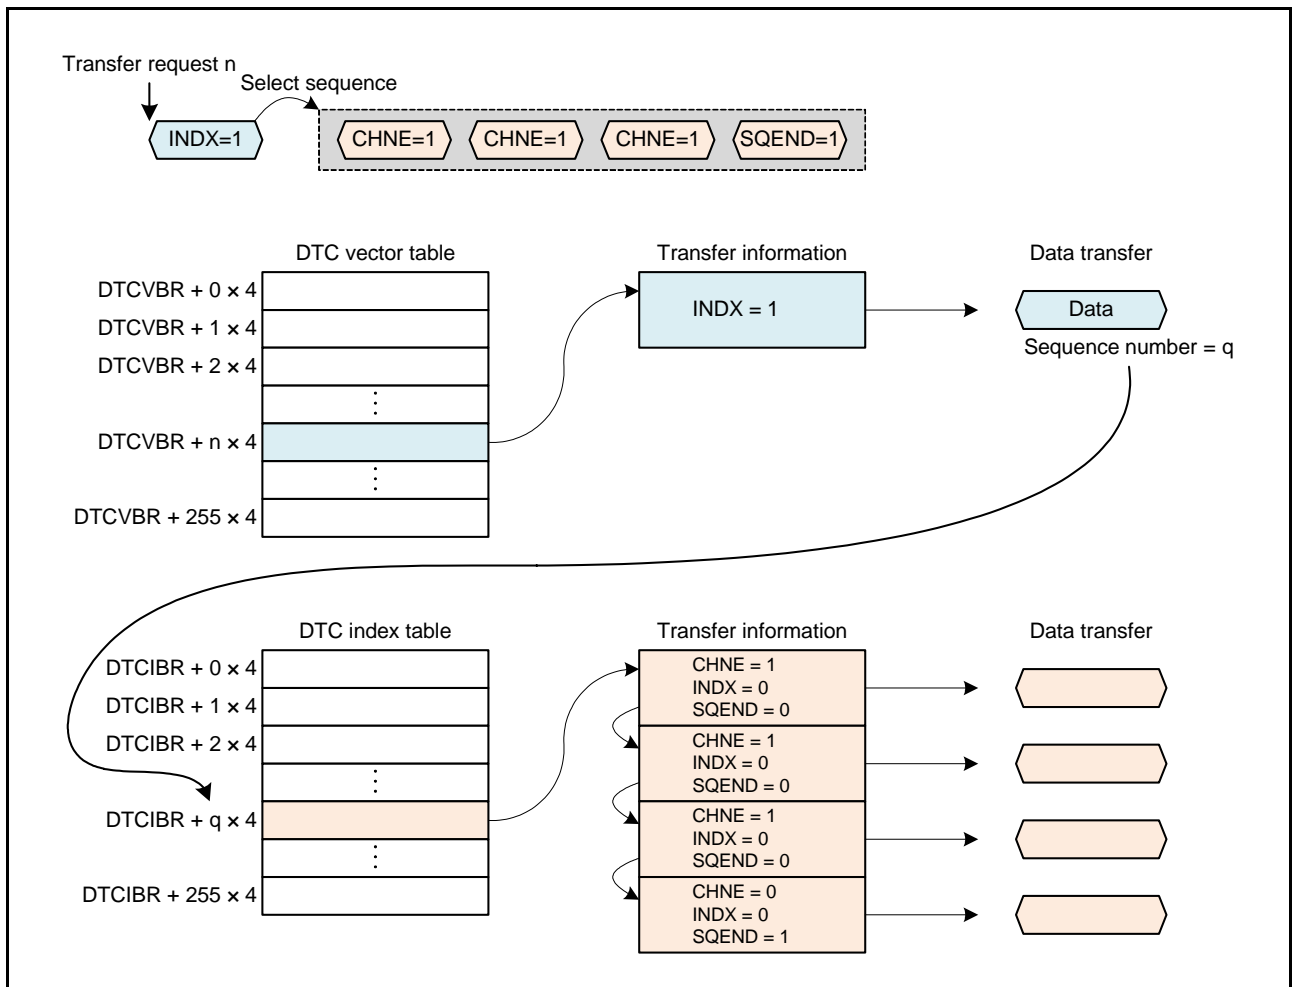 Transfer request n
Select sequence
INDX=1
CHNE=1
CHNE=1
CHNE=1
SQEND=1
DTC vector table
Transfer information
Data transfer
DTCVBR + 0 × 4
DTCVBR + 1 × 4
DTCVBR + 2 × 4
⋮
DTCVBR + n × 4
⋮
DTCVBR + 255 × 4
INDX = 1
Data
Sequence number = q
DTC index table
Transfer information
Data transfer
DTCIBR + 0 × 4
DTCIBR + 1 × 4
DTCIBR + 2 × 4
⋮
DTCIBR + q × 4
⋮
DTCIBR + 255 × 4
CHNE = 1
INDX = 0
SQEND = 0
CHNE = 1
INDX = 0
SQEND = 0
CHNE = 1
INDX = 0
SQEND = 0
CHNE = 0
INDX = 0
SQEND = 1